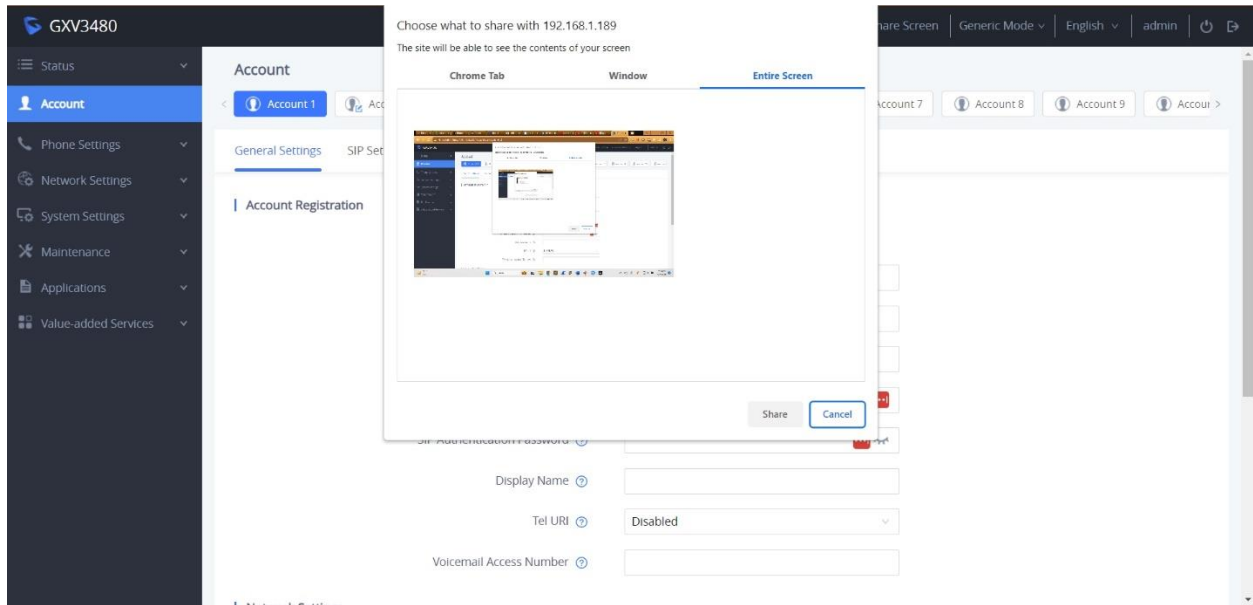 GXV3480
Choose what to share with 192.168.1.189
The site will be able to see the contents of your screen
Chrome Tab
Window
Entire Screen
Share
Cancel
Screen
Generic Mode
English
admin
Status
Account
Phone Settings
Network Settings
System Settings
Maintenance
Applications
Value-added Services
Account
Account 1
Account 8
Account 9
General Settings
Account Registration
SIP Authentication Password
Display Name
Tel URI
Disabled
Voicemail Access Number